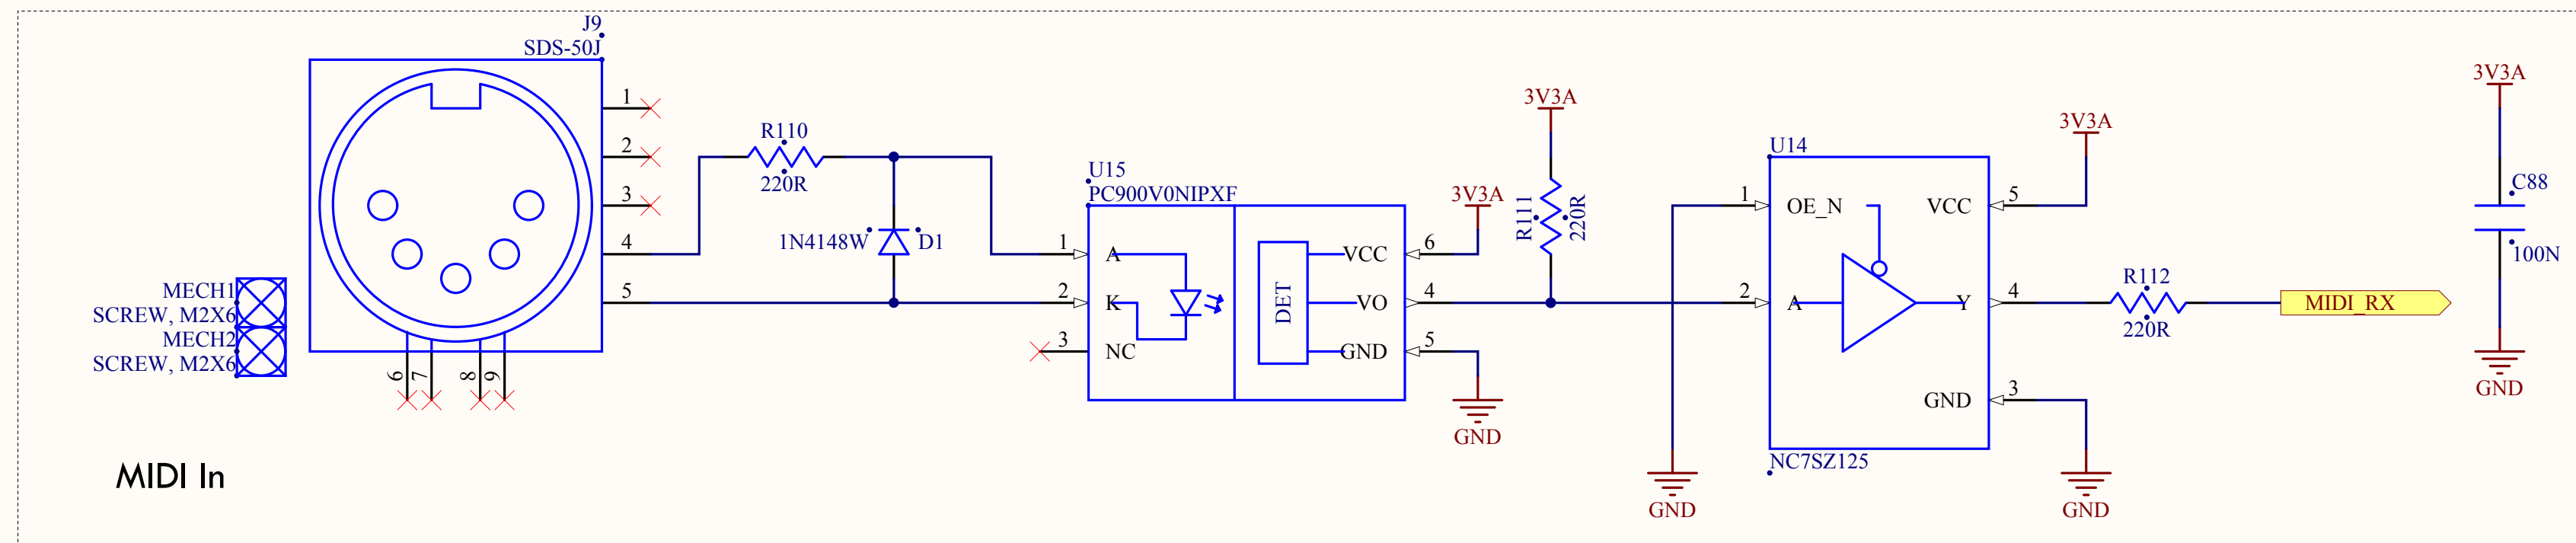 J9
SDS-50J
1
2
3
4
5
6
7
8
9
MECH1
SCREW, M2X6
MECH2
SCREW, M2X6
MIDI In
R110
220R
1N4148W
D1
U15
PC900V0NIPXF
1
A
2
K
3
NC
DET
VCC
6
VO
4
GND
5
3V3A
GND
3V3A
R111
220R
U14
1
OE_N
2
A
VCC
5
Y
4
GND
3
NC7SZ125
GND
3V3A
GND
R112
220R
MIDI_RX
3V3A
C88
100N
GND